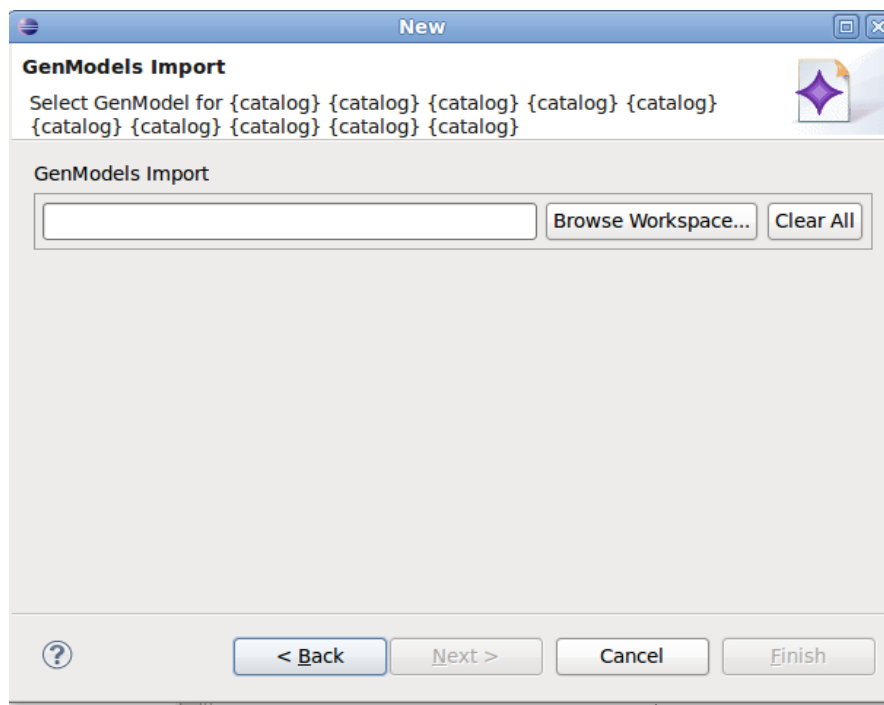 New
GenModels Import
Select GenModel for {catalog} {catalog} {catalog} {catalog} {catalog}
{catalog} {catalog} {catalog} {catalog} {catalog}
GenModels Import
Browse Workspace... Clear All
? < Back Next > Cancel Finish